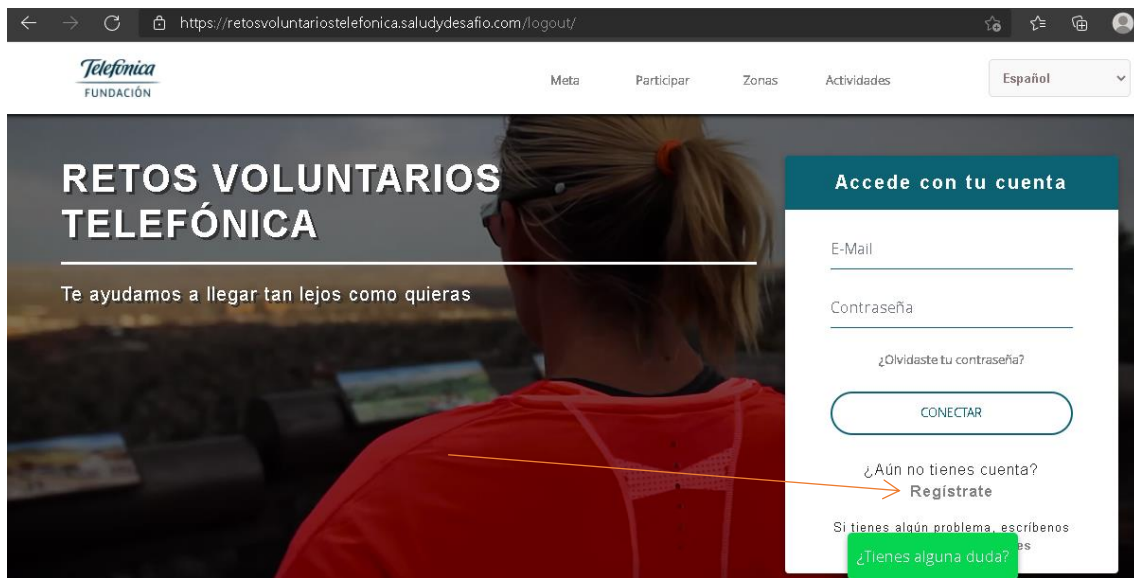 https://retosvoluntariostelefonica.saludydesafio.com/logout/
Telefónica
FUNDACIÓN
Meta Participar Zonas Actividades Español
RETOS VOLUNTARIOS
TELEFÓNICA
Te ayudamos a llegar tan lejos como quieras
Accede con tu cuenta
E-Mail
Contraseña
¿Olvidaste tu contraseña?
CONECTAR
¿Aún no tienes cuenta?
Regístrate
Si tienes algún problema, escríbenos
es
¿Tienes alguna duda?